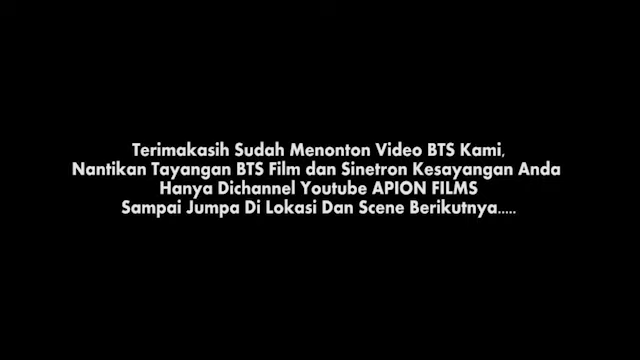 Terimakasih Sudah Menonton Video BTS Kami,
Nantikan Tayangan BTS Film dan Sinetron Kesayangan Anda
Hanya Dichannel Youtube APION FILMS
Sampai Jumpa Di Lokasi Dan Scene Berikutnya.....